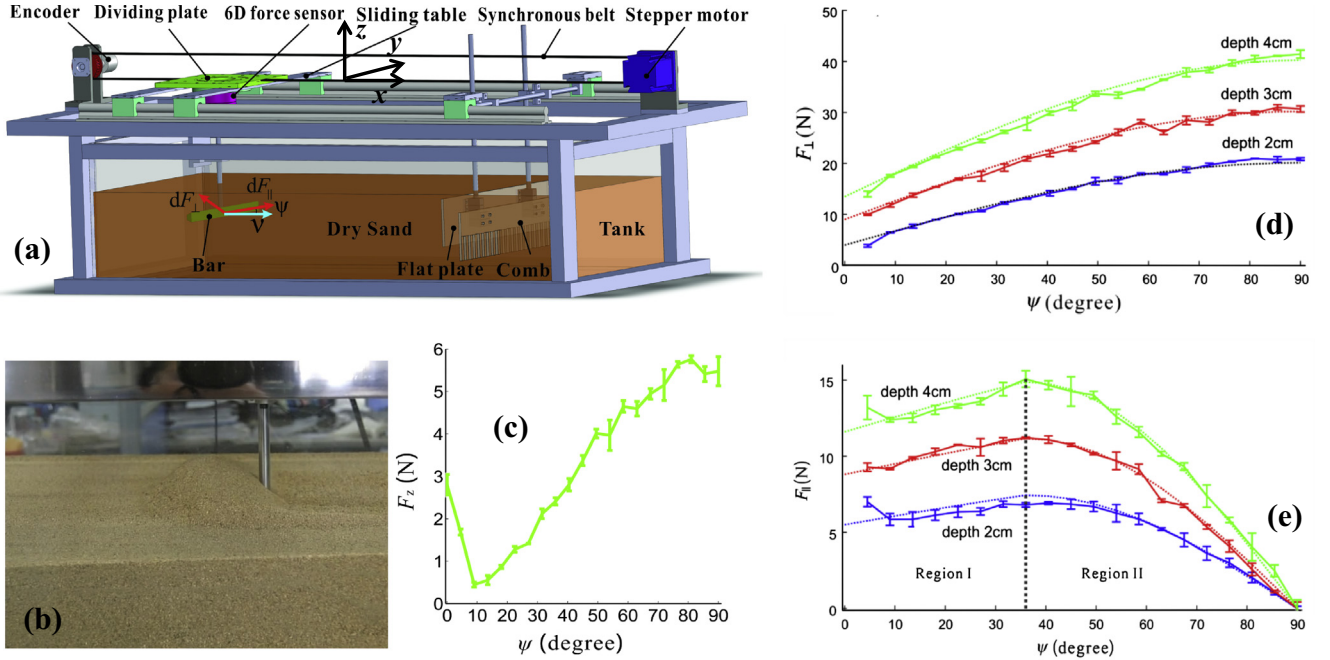 Encoder Dividing plate 6D force sensor Sliding table Synchronous belt Stepper motor
z
y
x
dF∥
dF⊥
ψ
v
Bar
Dry Sand
Flat plate
Comb
Tank
(a)
(b)
6
5
4
3
2
1
0
F_z (N)
0 10 20 30 40 50 60 70 80 90
ψ (degree)
(c)
50
40
30
20
10
0
F⊥(N)
depth 4cm
depth 3cm
depth 2cm
0 10 20 30 40 50 60 70 80 90
ψ (degree)
(d)
15
10
5
0
F∥(N)
depth 4cm
depth 3cm
depth 2cm
Region I
Region II
0 10 20 30 40 50 60 70 80 90
ψ (degree)
(e)